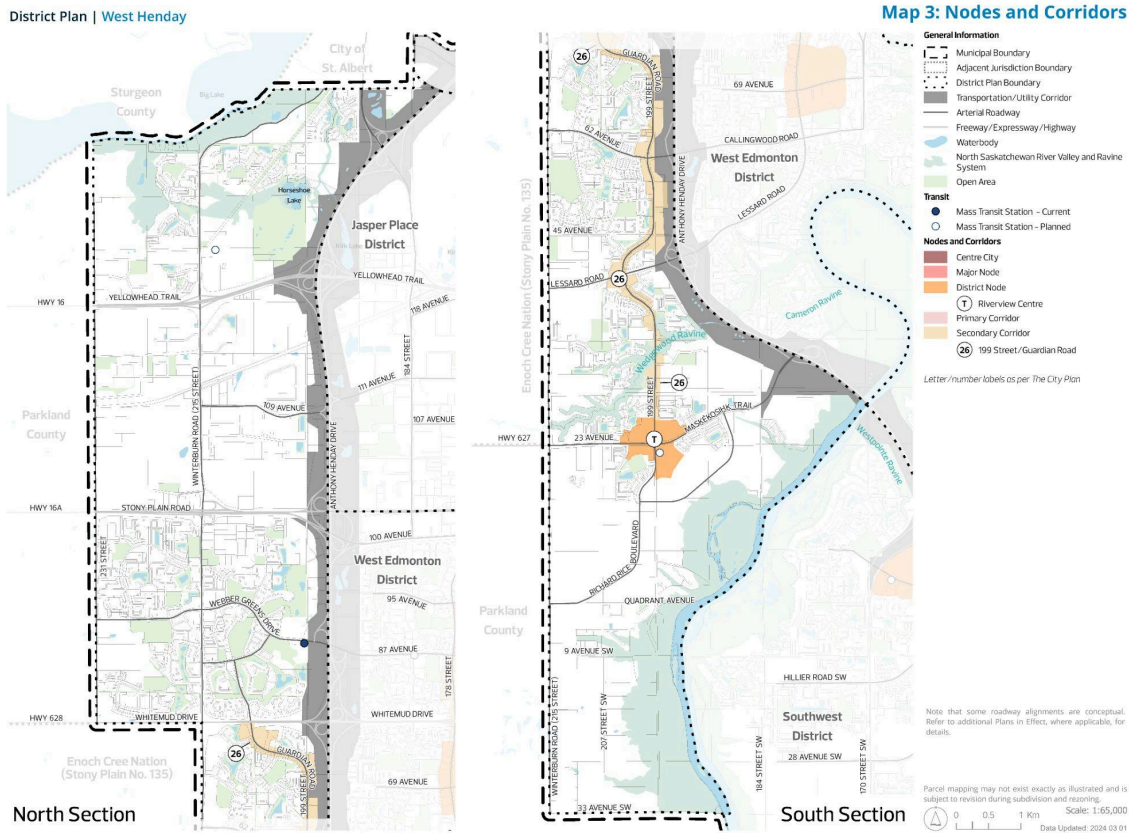 District Plan | West Henday
Map 3: Nodes and Corridors
City of
St. Albert
Sturgeon
County
Big Lake
Horseshoe
Lake
Jasper Place
District
Kirk Lake
YELLOWHEAD TRAIL
HWY 16
YELLOWHEAD TRAIL
118 AVENUE
184 STREET
111 AVENUE
109 AVENUE
107 AVENUE
Parkland
County
WINTERBURN ROAD (215 STREET)
ANTHONY HENDAY DRIVE
HWY 16A
STONY PLAIN ROAD
100 AVENUE
231 STREET
West Edmonton
District
95 AVENUE
WEBBER GREENS DRIVE
87 AVENUE
178 STREET
HWY 628
WHITEMUD DRIVE
WHITEMUD DRIVE
26
GUARDIAN ROAD
Enoch Cree Nation
(Stony Plain No. 135)
199 STREET
69 AVENUE
North Section
26
GUARDIAN ROAD
199 STREET
69 AVENUE
62 AVENUE
CALLINGWOOD ROAD
West Edmonton
District
ANTHONY HENDAY DRIVE
LESSARD ROAD
Enoch Cree Nation (Stony Plain No. 135)
45 AVENUE
LESSARD ROAD
26
Cameron Ravine
Wedgewood Ravine
199 STREET
26
MASKÊKOSIHK TRAIL
HWY 627
23 AVENUE
T
Westpointe Ravine
RICHARD RICE BOULEVARD
QUADRANT AVENUE
Parkland
County
9 AVENUE SW
HILLIER ROAD SW
WINTERBURN ROAD (215 STREET)
207 STREET SW
Southwest
District
184 STREET SW
170 STREET SW
28 AVENUE SW
33 AVENUE SW
South Section
General Information
Municipal Boundary
Adjacent Jurisdiction Boundary
District Plan Boundary
Transportation/Utility Corridor
Arterial Roadway
Freeway/Expressway/Highway
Waterbody
North Saskatchewan River Valley and Ravine
System
Open Area
Transit
Mass Transit Station - Current
Mass Transit Station - Planned
Nodes and Corridors
Centre City
Major Node
District Node
T Riverview Centre
Primary Corridor
Secondary Corridor
26 199 Street/Guardian Road
Letter/number labels as per The City Plan
Note that some roadway alignments are conceptual.
Refer to additional Plans in Effect, where applicable, for
details.
Parcel mapping may not exist exactly as illustrated and is
subject to revision during subdivision and rezoning.
Scale: 1:65,000
0 0.5 1 Km
Data Updated: 2024 03 01